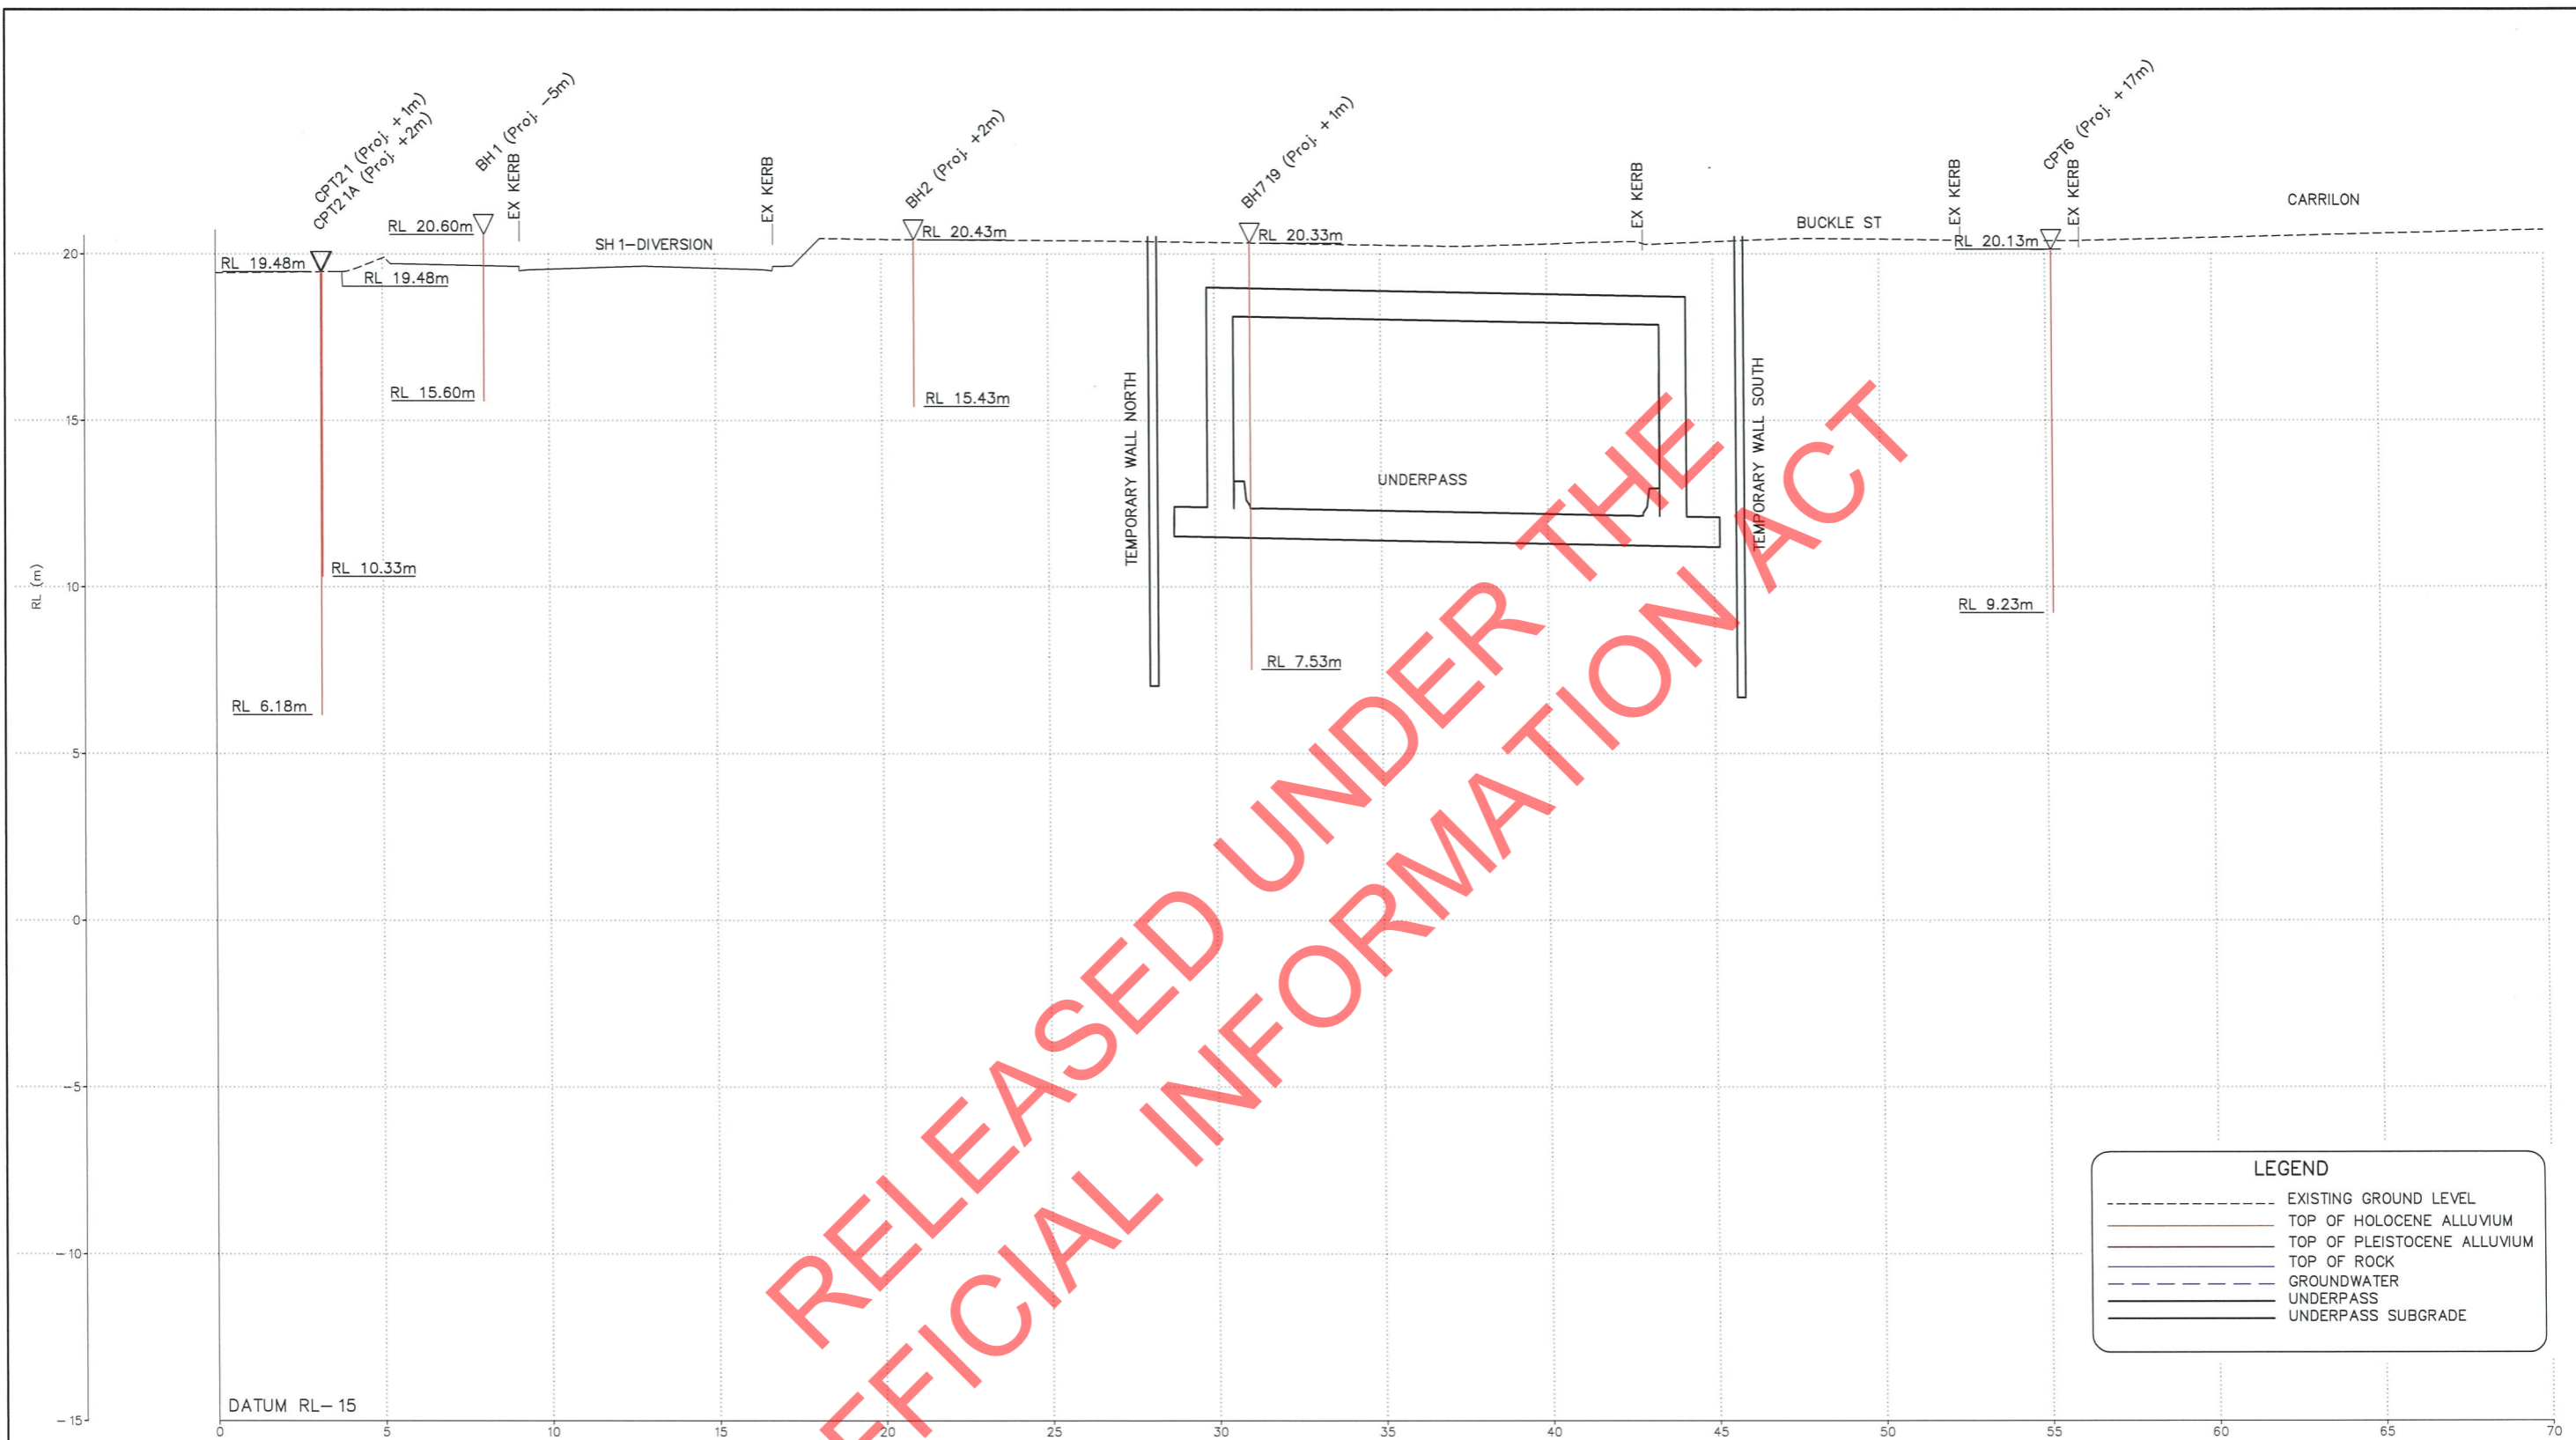 CPT21 (Proj. +1m)
CPT21A (Proj. +2m)
BH1 (Proj. -5m)
EX KERB
EX KERB
BH2 (Proj. +2m)
BH719 (Proj. +1m)
EX KERB
EX KERB
CPT6 (Proj. +17m)
EX KERB
CARRILON
BUCKLE ST
RL 20.60m
SH 1-DIVERSION
RL 20.43m
RL 20.33m
RL 20.13m
RL 19.48m
RL 19.48m
RL 15.60m
RL 15.43m
TEMPORARY WALL NORTH
UNDERPASS
TEMPORARY WALL SOUTH
RL 10.33m
RL 9.23m
RL 7.53m
RL 6.18m
RL (m)
20
15
10
5
0
-5
-10
-15
DATUM RL-15
0 5 10 15 20 25 30 35 40 45 50 55 60 65 70
LEGEND
EXISTING GROUND LEVEL
TOP OF HOLOCENE ALLUVIUM
TOP OF PLEISTOCENE ALLUVIUM
TOP OF ROCK
GROUNDWATER
UNDERPASS
UNDERPASS SUBGRADE
RELEASED UNDER THE
FFICIAL INFORMATION ACT